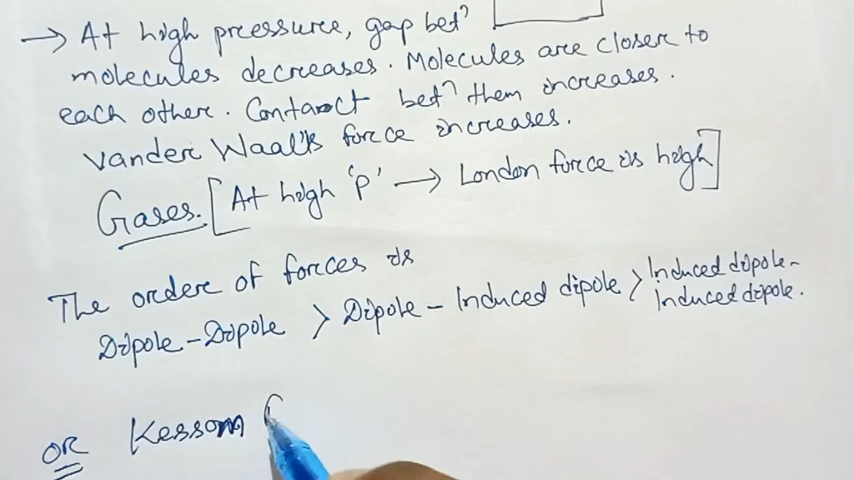 → At high pressure, gap betn
molecules decreases. Molecules are closer to
each other. Contact betn them increases.
Vander Waal's force increases.
Gases. [At high 'P' → London force is high]
The order of forces is
Dipole-Dipole > Dipole - Induced dipole > Induced dipole-
Induced dipole.
OR Kessom